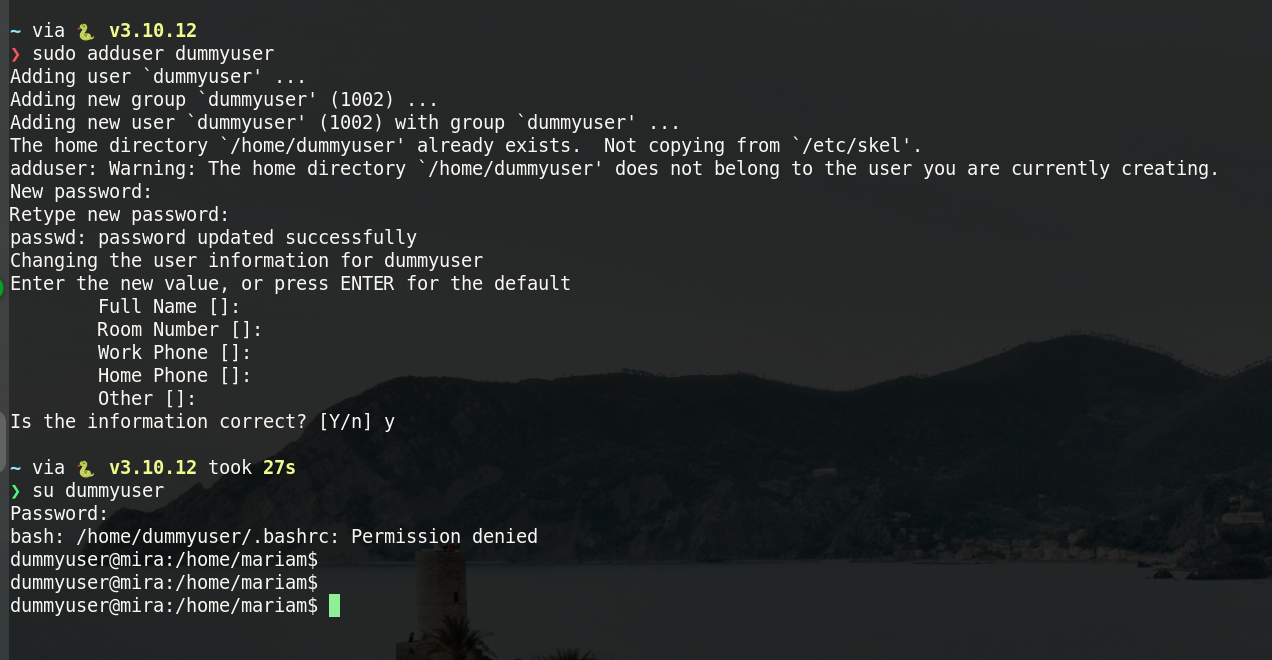 ~ via 🐍 v3.10.12
❯ sudo adduser dummyuser
Adding user `dummyuser' ...
Adding new group `dummyuser' (1002) ...
Adding new user `dummyuser' (1002) with group `dummyuser' ...
The home directory `/home/dummyuser' already exists.  Not copying from `/etc/skel'.
adduser: Warning: The home directory `/home/dummyuser' does not belong to the user you are currently creating.
New password:
Retype new password:
passwd: password updated successfully
Changing the user information for dummyuser
Enter the new value, or press ENTER for the default
        Full Name []:
        Room Number []:
        Work Phone []:
        Home Phone []:
        Other []:
Is the information correct? [Y/n] y
~ via 🐍 v3.10.12 took 27s
❯ su dummyuser
Password:
bash: /home/dummyuser/.bashrc: Permission denied
dummyuser@mira:/home/mariam$
dummyuser@mira:/home/mariam$
dummyuser@mira:/home/mariam$